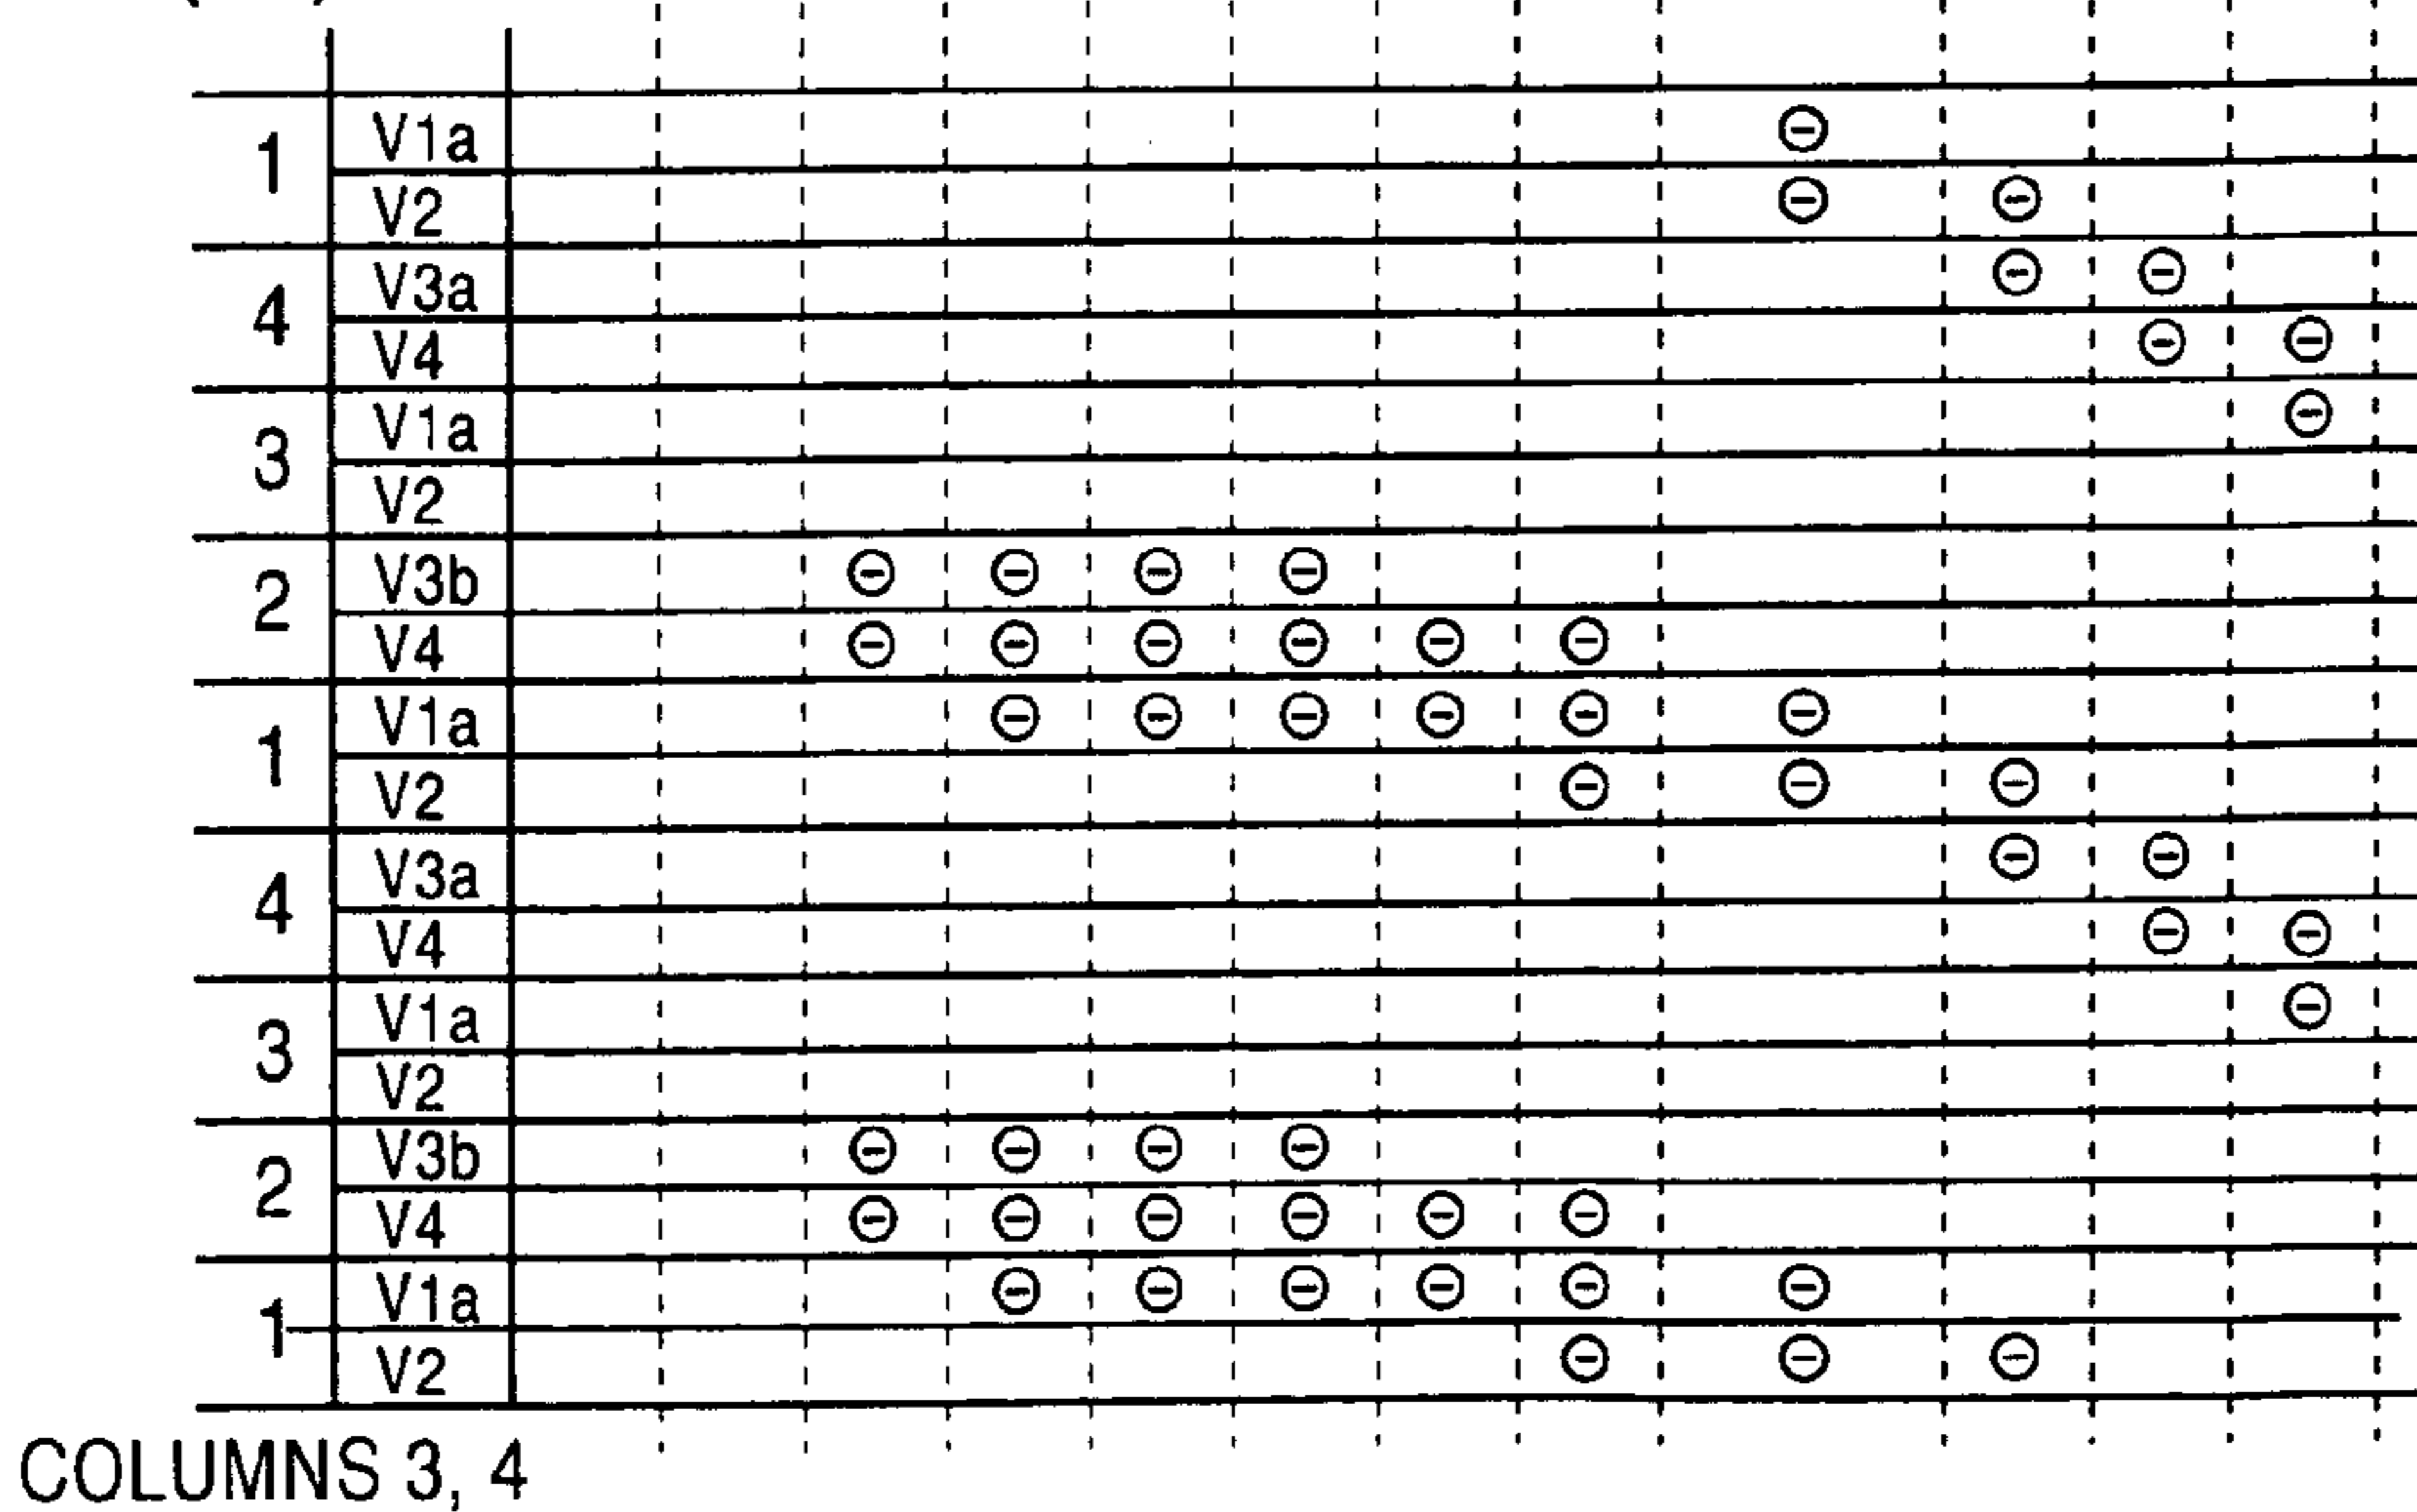 1 V1a ⊖
V2 ⊖ ⊖
4 V3a ⊖ ⊖
V4 ⊖ ⊖
3 V1a ⊖
V2
2 V3b ⊖ ⊖ ⊖ ⊖
V4 ⊖ ⊖ ⊖ ⊖ ⊖ ⊖
1 V1a ⊖ ⊖ ⊖ ⊖ ⊖ ⊖
V2 ⊖ ⊖ ⊖
4 V3a ⊖ ⊖
V4 ⊖ ⊖
3 V1a ⊖
V2
2 V3b ⊖ ⊖ ⊖ ⊖
V4 ⊖ ⊖ ⊖ ⊖ ⊖ ⊖
1 V1a ⊖ ⊖ ⊖ ⊖ ⊖ ⊖
V2 ⊖ ⊖ ⊖
COLUMNS 3, 4